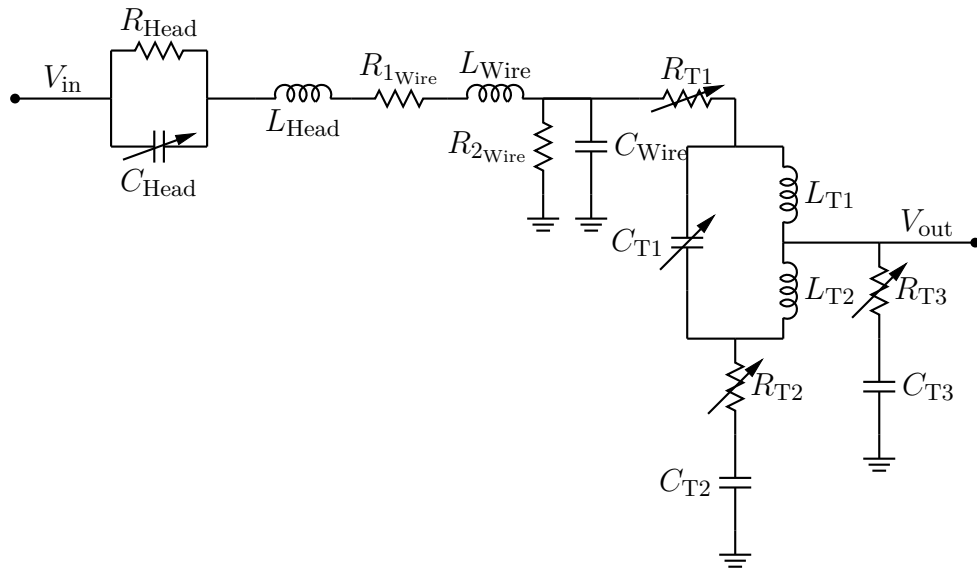 R_Head
V_in
C_Head
L_Head
R_1_Wire
L_Wire
R_2_Wire
C_Wire
R_T1
C_T1
L_T1
V_out
L_T2
R_T3
R_T2
C_T3
C_T2